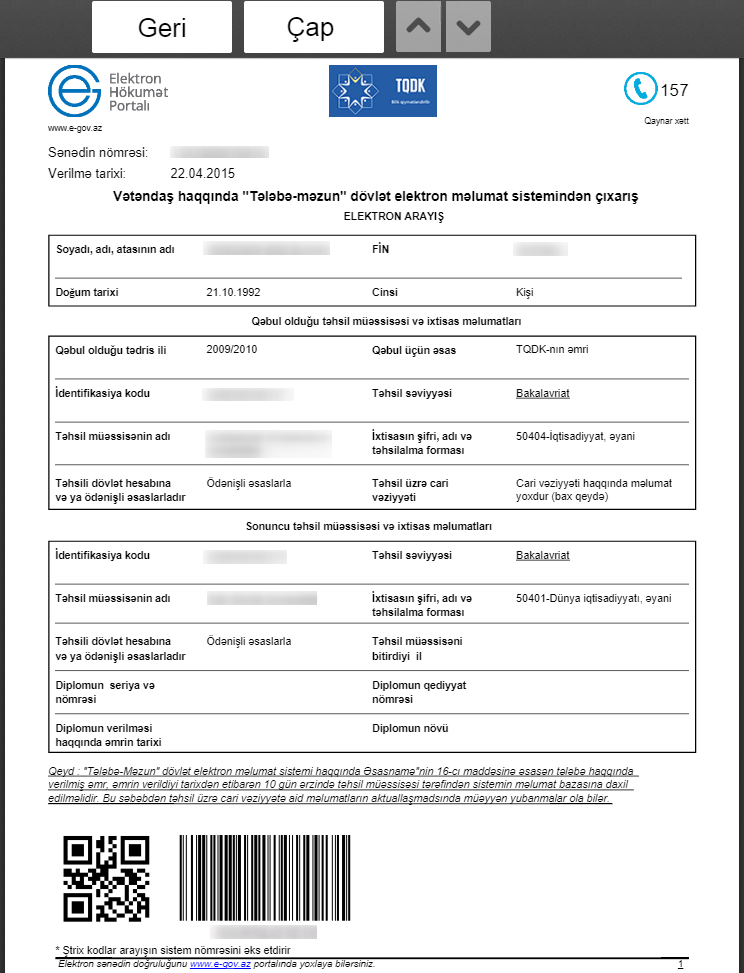 Geri
Çap
Elektron
Hökumət
Portalı
www.e-gov.az
TQDK
Bilik qiymətləndirilir
157
Qaynar xətt
Sənədin nömrəsi:
Verilmə tarixi: 22.04.2015
Vətəndaş haqqında "Tələbə-məzun" dövlət elektron məlumat sistemindən çıxarış
ELEKTRON ARAYIŞ
Soyadı, adı, atasının adı FİN
Doğum tarixi 21.10.1992 Cinsi Kişi
Qəbul olduğu təhsil müəssisəsi və ixtisas məlumatları
Qəbul olduğu tədris ili 2009/2010 Qəbul üçün əsas TQDK-nın əmri
İdentifikasiya kodu Təhsil səviyyəsi Bakalavriat
Təhsil müəssisənin adı İxtisasın şifri, adı və 50404-İqtisadiyyat, əyani
təhsilalma forması
Təhsili dövlət hesabına Ödənişli əsaslarla Təhsil üzrə cari Cari vəziyyəti haqqında məlumat
və ya ödənişli əsaslarladır vəziyyəti yoxdur (bax qeydə)
Sonuncu təhsil müəssisəsi və ixtisas məlumatları
İdentifikasiya kodu Təhsil səviyyəsi Bakalavriat
Təhsil müəssisənin adı İxtisasın şifri, adı və 50401-Dünya iqtisadiyyatı, əyani
təhsilalma forması
Təhsili dövlət hesabına Ödənişli əsaslarla Təhsil müəssisəni
və ya ödənişli əsaslarladır bitirdiyi il
Diplomun seriya və Diplomun qediyyat
nömrəsi nömrəsi
Diplomun verilməsi Diplomun növü
haqqında əmrin tarixi
Qeyd : "Tələbə-Məzun" dövlət elektron məlumat sistemi haqqında Əsasnamə"nin 16-cı maddəsinə əsasən tələbə haqqında
verilmiş əmr, əmrin verildiyi tarixdən etibarən 10 gün ərzində təhsil müəssisəsi tərəfindən sistemin məlumat bazasına daxil
edilməlidir. Bu səbəbdən təhsil üzrə cari vəziyyətə aid məlumatların aktuallaşmadsında müəyyən yubanmalar ola bilər.
* Ştrix kodlar arayışın sistem nömrəsini əks etdirir
Elektron sənədin doğruluğunu www.e-gov.az portalında yoxlaya bilərsiniz. 1